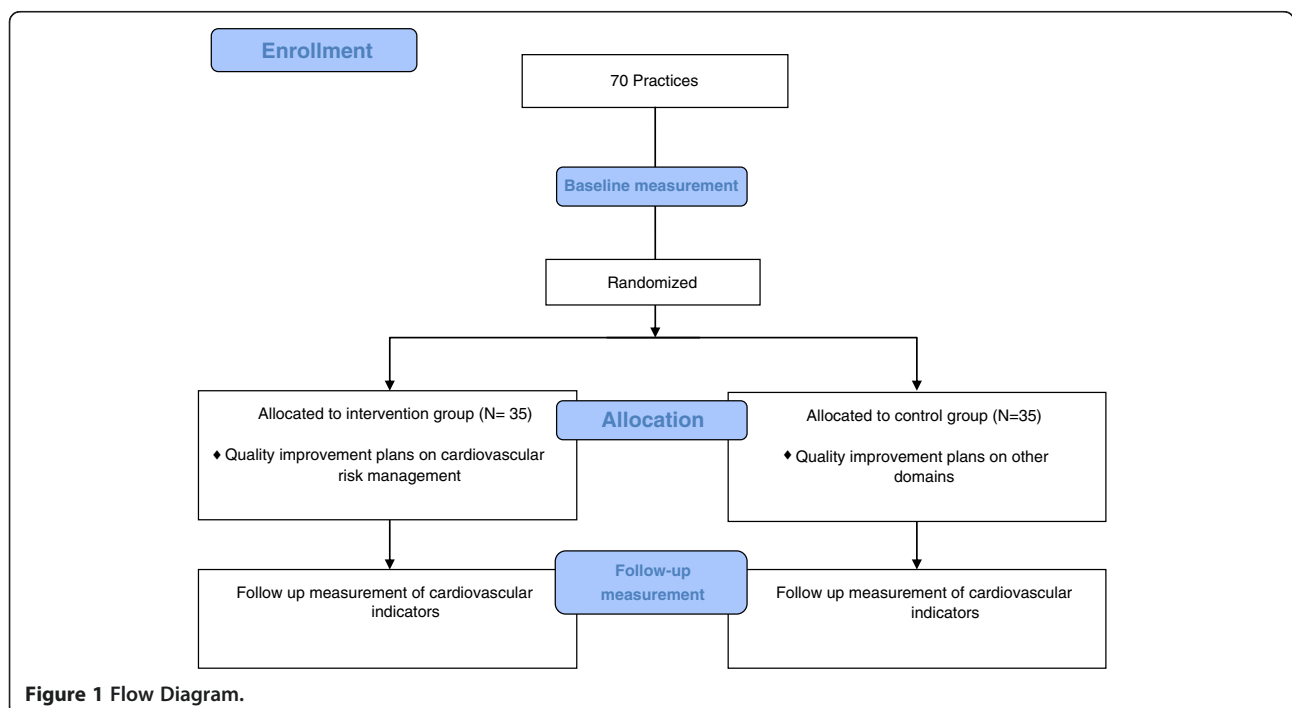 Enrollment
70 Practices
Baseline measurement
Randomized
Allocated to intervention group (N= 35)
♦ Quality improvement plans on cardiovascular
risk management
Allocation
Allocated to control group (N=35)
♦ Quality improvement plans on other
domains
Follow up measurement of cardiovascular
indicators
Follow-up
measurement
Follow up measurement of cardiovascular
indicators
Figure 1 Flow Diagram.